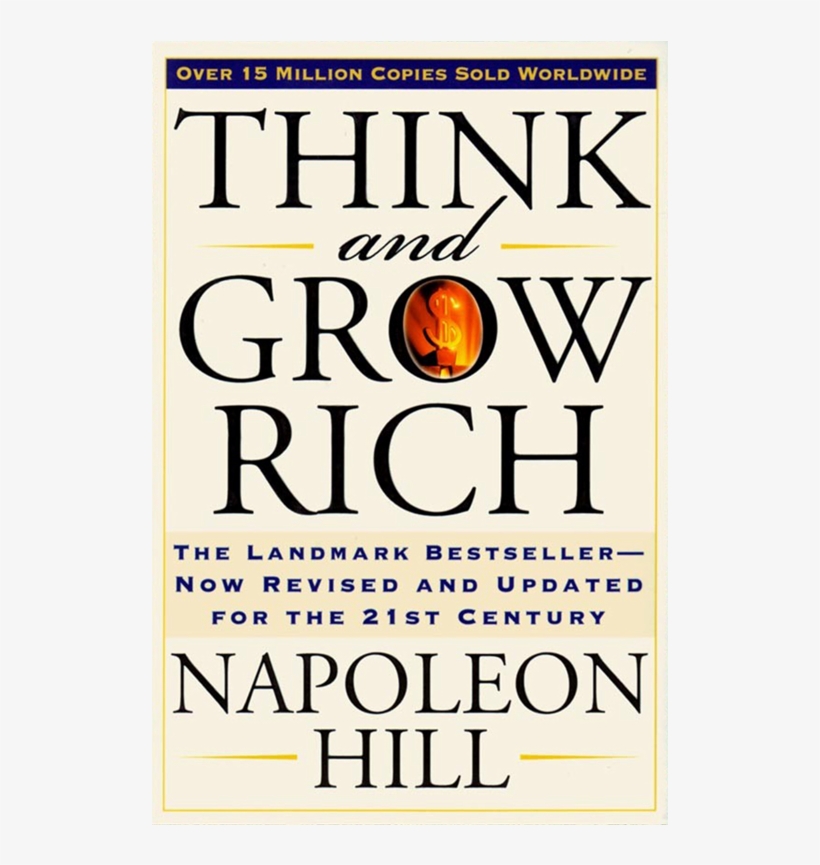 OVER 15 MILLION COPIES SOLD WORLDWIDE
THINK
and
GROW
$
RICH
THE LANDMARK BESTSELLER—
NOW REVISED AND UPDATED
FOR THE 21ST CENTURY
NAPOLEON
HILL